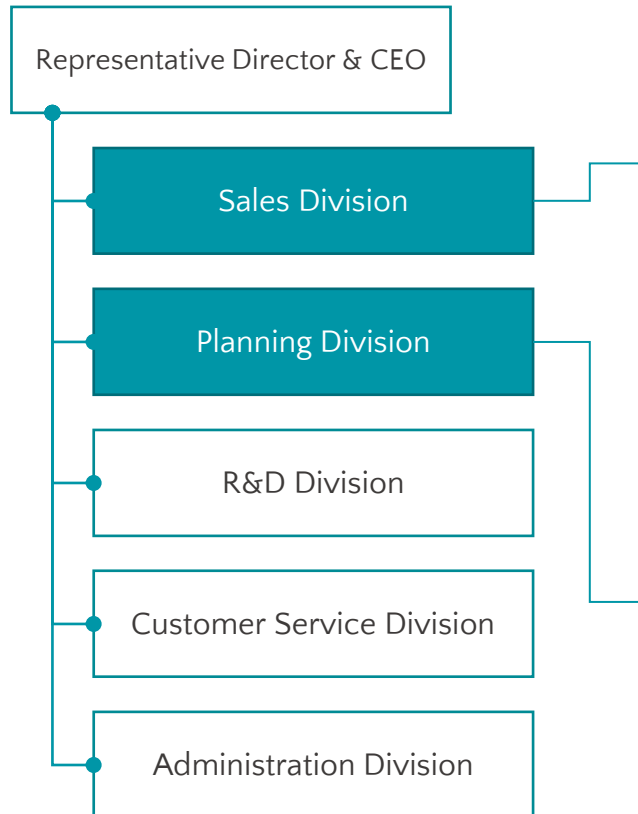 Representative Director & CEO
Sales Division
Planning Division
R&D Division
Customer Service Division
Administration Division